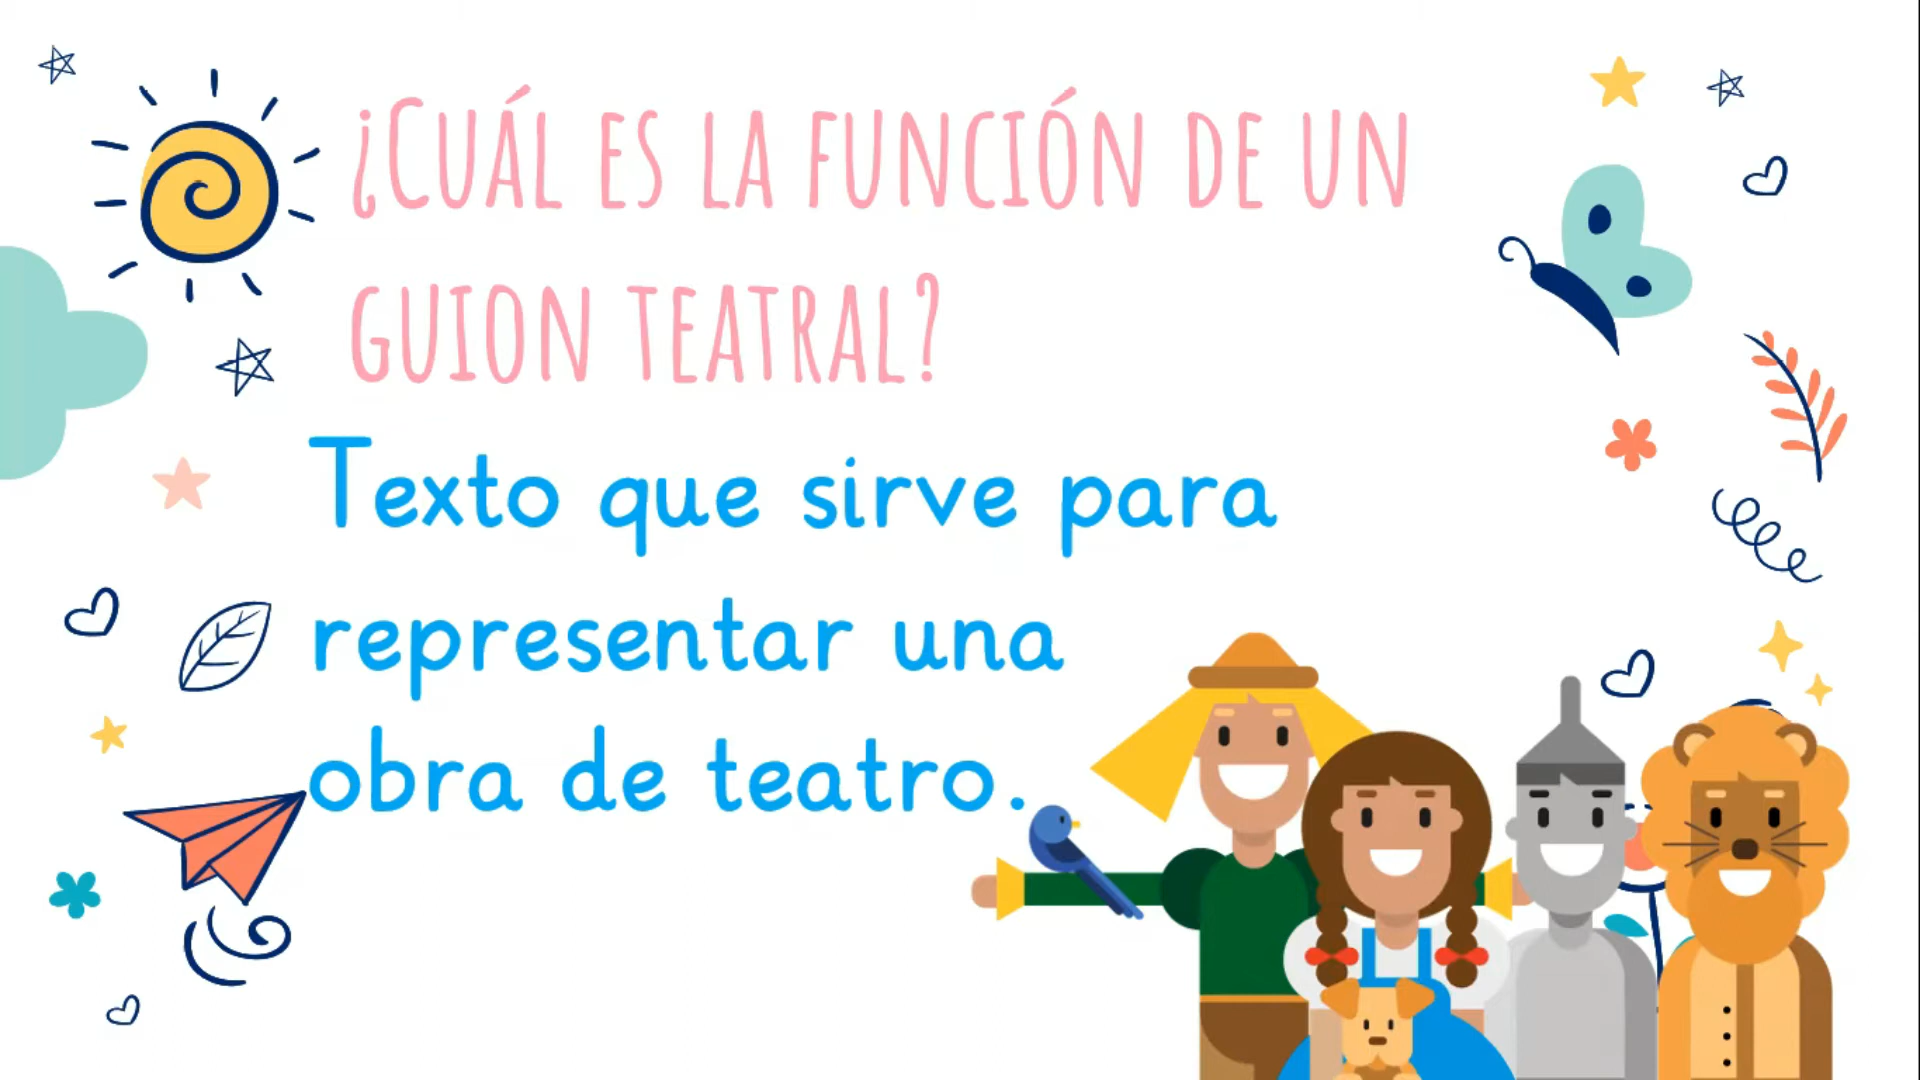 ¿Cuál es la función de un
guion teatral?
Texto que sirve para
representar una
obra de teatro.